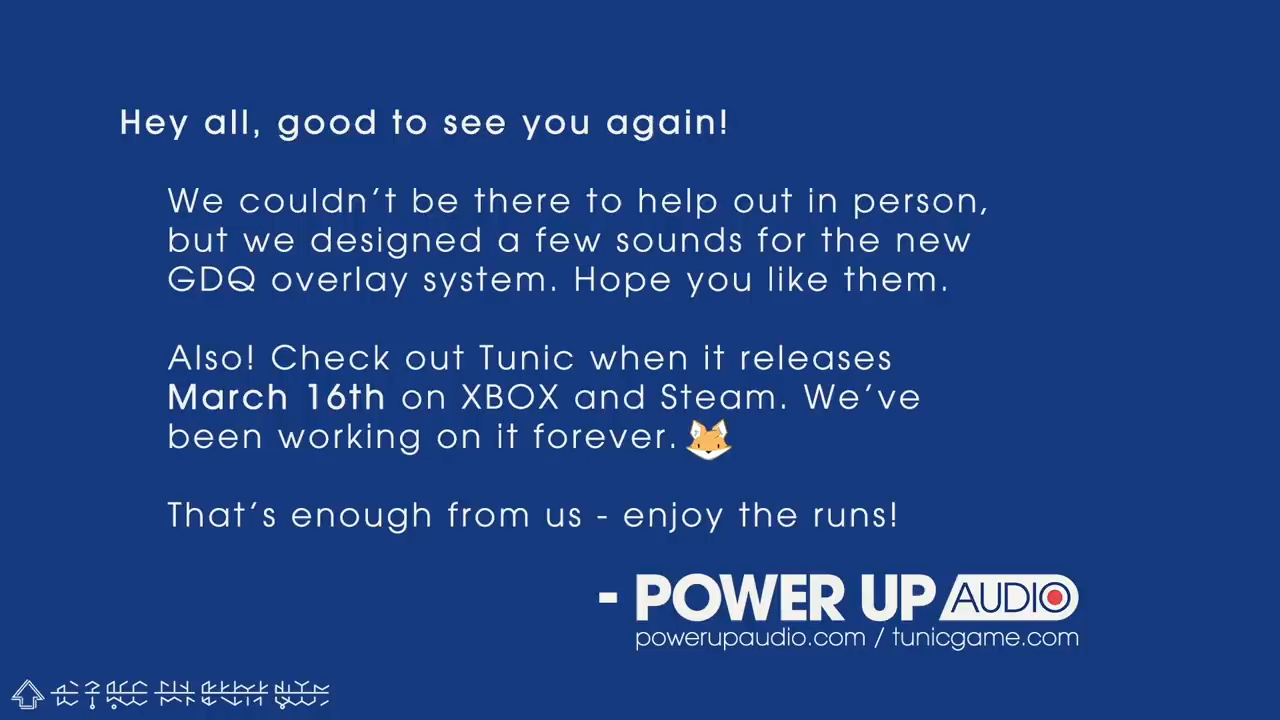 Hey all, good to see you again!
We couldn’t be there to help out in person,
but we designed a few sounds for the new
GDQ overlay system. Hope you like them.
Also! Check out Tunic when it releases
March 16th on XBOX and Steam. We’ve
been working on it forever.
That’s enough from us - enjoy the runs!
- POWER UP AUDIO
powerupaudio.com / tunicgame.com